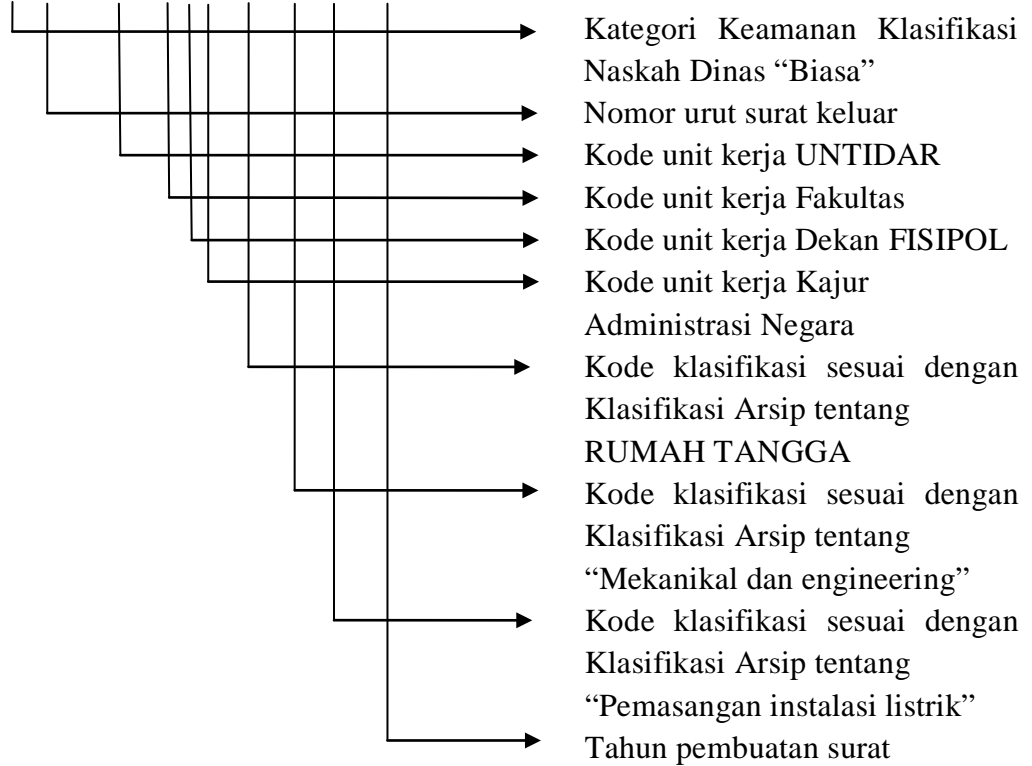 Kategori Keamanan Klasifikasi
Naskah Dinas “Biasa”
Nomor urut surat keluar
Kode unit kerja UNTIDAR
Kode unit kerja Fakultas
Kode unit kerja Dekan FISIPOL
Kode unit kerja Kajur
Administrasi Negara
Kode klasifikasi sesuai dengan
Klasifikasi Arsip tentang
RUMAH TANGGA
Kode klasifikasi sesuai dengan
Klasifikasi Arsip tentang
“Mekanikal dan engineering”
Kode klasifikasi sesuai dengan
Klasifikasi Arsip tentang
“Pemasangan instalasi listrik”
Tahun pembuatan surat